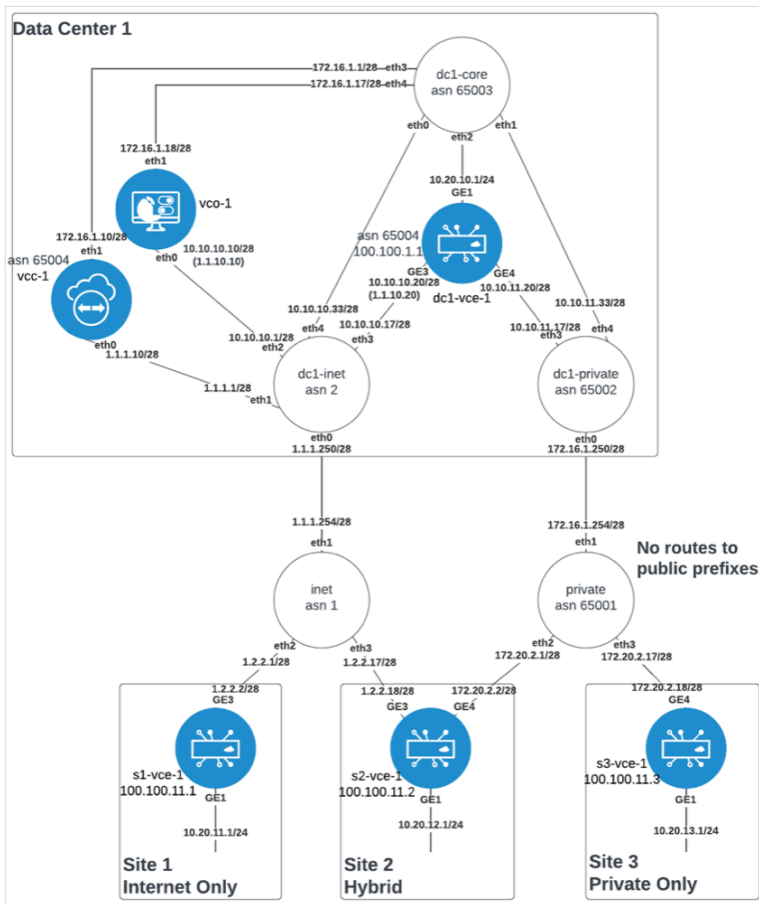 Data Center 1
172.16.1.1/28 eth3
172.16.1.17/28 eth4
dc1-core
asn 65003
eth0
eth2
eth1
172.16.1.18/28
eth1
vco-1
10.20.10.1/24
GE1
172.16.1.10/28
eth1
asn 65004
vcc-1
eth0
10.10.10.10/28
(1.1.10.10)
asn 65004
100.100.1.1
GE3
10.10.10.20/28
(1.1.10.20)
dc1-vce-1
GE4
10.10.11.20/28
eth0
1.1.1.10/28
10.10.10.33/28
eth4
10.10.10.17/28
eth3
10.10.10.1/28
eth2
10.10.11.33/28
eth4
10.10.11.17/28
eth3
1.1.1.1/28
eth1
dc1-inet
asn 2
dc1-private
asn 65002
eth0
1.1.1.250/28
eth0
172.16.1.250/28
1.1.1.254/28
eth1
172.16.1.254/28
eth1
No routes to
public prefixes
inet
asn 1
private
asn 65001
eth2
1.2.2.1/28
eth3
1.2.2.17/28
eth2
172.20.2.1/28
eth3
172.20.2.17/28
1.2.2.2/28
GE3
1.2.2.18/28
GE3
172.20.2.2/28
GE4
172.20.2.18/28
GE4
s1-vce-1
100.100.11.1
GE1
s2-vce-1
100.100.11.2
GE1
s3-vce-1
100.100.11.3
GE1
10.20.11.1/24
10.20.12.1/24
10.20.13.1/24
Site 1
Internet Only
Site 2
Hybrid
Site 3
Private Only